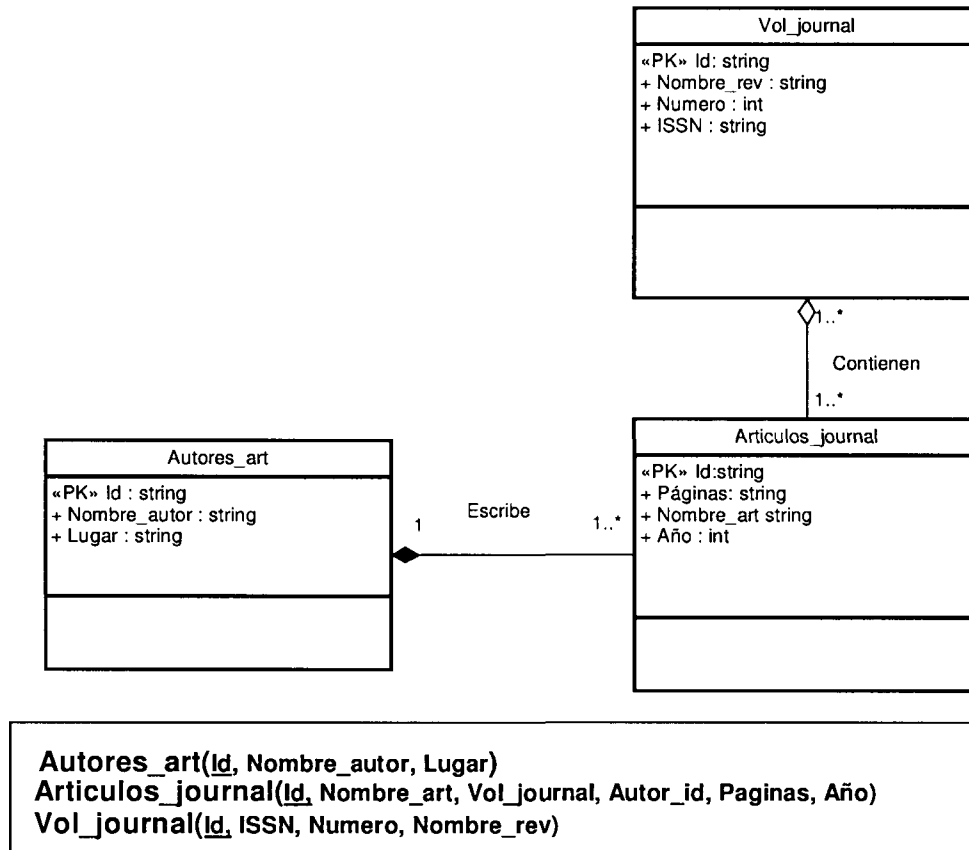 Vol_journal
«PK» Id: string
+ Nombre_rev : string
+ Numero : int
+ ISSN : string
1..*
Contienen
1..*
Articulos_journal
«PK» Id:string
+ Páginas: string
+ Nombre_art string
+ Año : int
Autores_art
«PK» Id : string
+ Nombre_autor : string
+ Lugar : string
1
Escribe
1..*
Autores_art(Id, Nombre_autor, Lugar)
Articulos_journal(Id, Nombre_art, Vol_journal, Autor_id, Paginas, Año)
Vol_journal(Id, ISSN, Numero, Nombre_rev)